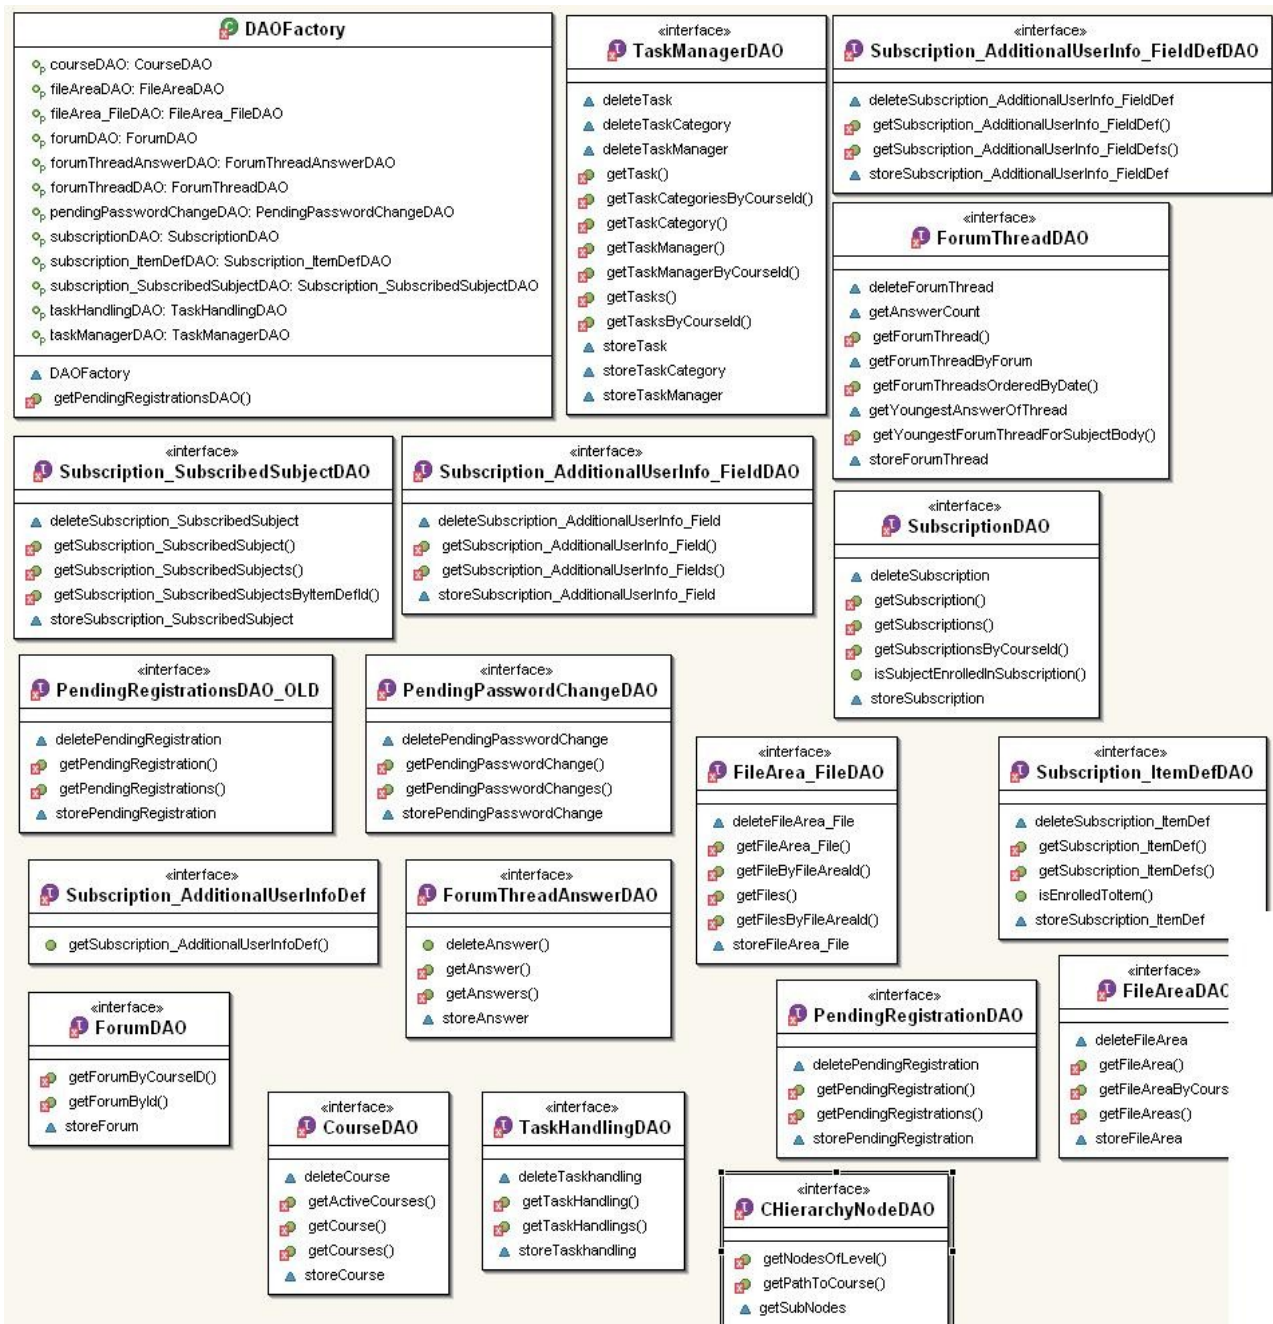 DAOFactory
courseDAO: CourseDAO
fileAreaDAO: FileAreaDAO
fileArea_FileDAO: FileArea_FileDAO
forumDAO: ForumDAO
forumThreadAnswerDAO: ForumThreadAnswerDAO
forumThreadDAO: ForumThreadDAO
pendingPasswordChangeDAO: PendingPasswordChangeDAO
subscriptionDAO: SubscriptionDAO
subscription_ItemDefDAO: Subscription_ItemDefDAO
subscription_SubscribedSubjectDAO: Subscription_SubscribedSubjectDAO
taskHandlingDAO: TaskHandlingDAO
taskManagerDAO: TaskManagerDAO
DAOFactory
getPendingRegistrationsDAO()
«interface»
TaskManagerDAO
deleteTask
deleteTaskCategory
deleteTaskManager
getTask()
getTaskCategoriesByCourseId()
getTaskCategory()
getTaskManager()
getTaskManagerByCourseId()
getTasks()
getTasksByCourseId()
storeTask
storeTaskCategory
storeTaskManager
«interface»
Subscription_AdditionalUserInfo_FieldDefDAO
deleteSubscription_AdditionalUserInfo_FieldDef
getSubscription_AdditionalUserInfo_FieldDef()
getSubscription_AdditionalUserInfo_FieldDefs()
storeSubscription_AdditionalUserInfo_FieldDef
«interface»
ForumThreadDAO
deleteForumThread
getAnswerCount
getForumThread()
getForumThreadByForum
getForumThreadsOrderedByDate()
getYoungestAnswerOfThread
getYoungestForumThreadForSubjectBody()
storeForumThread
«interface»
Subscription_SubscribedSubjectDAO
deleteSubscription_SubscribedSubject
getSubscription_SubscribedSubject()
getSubscription_SubscribedSubjects()
getSubscription_SubscribedSubjectsByItemDefId()
storeSubscription_SubscribedSubject
«interface»
Subscription_AdditionalUserInfo_FieldDAO
deleteSubscription_AdditionalUserInfo_Field
getSubscription_AdditionalUserInfo_Field()
getSubscription_AdditionalUserInfo_Fields()
storeSubscription_AdditionalUserInfo_Field
«interface»
SubscriptionDAO
deleteSubscription
getSubscription()
getSubscriptions()
getSubscriptionsByCourseId()
isSubjectEnrolledInSubscription()
storeSubscription
«interface»
PendingRegistrationsDAO_OLD
deletePendingRegistration
getPendingRegistration()
getPendingRegistrations()
storePendingRegistration
«interface»
PendingPasswordChangeDAO
deletePendingPasswordChange
getPendingPasswordChange()
getPendingPasswordChanges()
storePendingPasswordChange
«interface»
FileArea_FileDAO
deleteFileArea_File
getFileArea_File()
getFileByFileAreaId()
getFiles()
getFilesByFileAreaId()
storeFileArea_File
«interface»
Subscription_ItemDefDAO
deleteSubscription_ItemDef
getSubscription_ItemDef()
getSubscription_ItemDefs()
isEnrolledToItem()
storeSubscription_ItemDef
«interface»
Subscription_AdditionalUserInfoDef
getSubscription_AdditionalUserInfoDef()
«interface»
ForumThreadAnswerDAO
deleteAnswer()
getAnswer()
getAnswers()
storeAnswer
«interface»
ForumDAO
getForumByCourseID()
getForumById()
storeForum
«interface»
PendingRegistrationDAO
deletePendingRegistration
getPendingRegistration()
getPendingRegistrations()
storePendingRegistration
«interface»
FileAreaDAO
deleteFileArea
getFileArea()
getFileAreaByCours
getFileAreas()
storeFileArea
«interface»
CourseDAO
deleteCourse
getActiveCourses()
getCourse()
getCourses()
storeCourse
«interface»
TaskHandlingDAO
deleteTaskhandling
getTaskHandling()
getTaskHandlings()
storeTaskhandling
«interface»
CHierarchyNodeDAO
getNodesOfLevel()
getPathToCourse()
getSubNodes